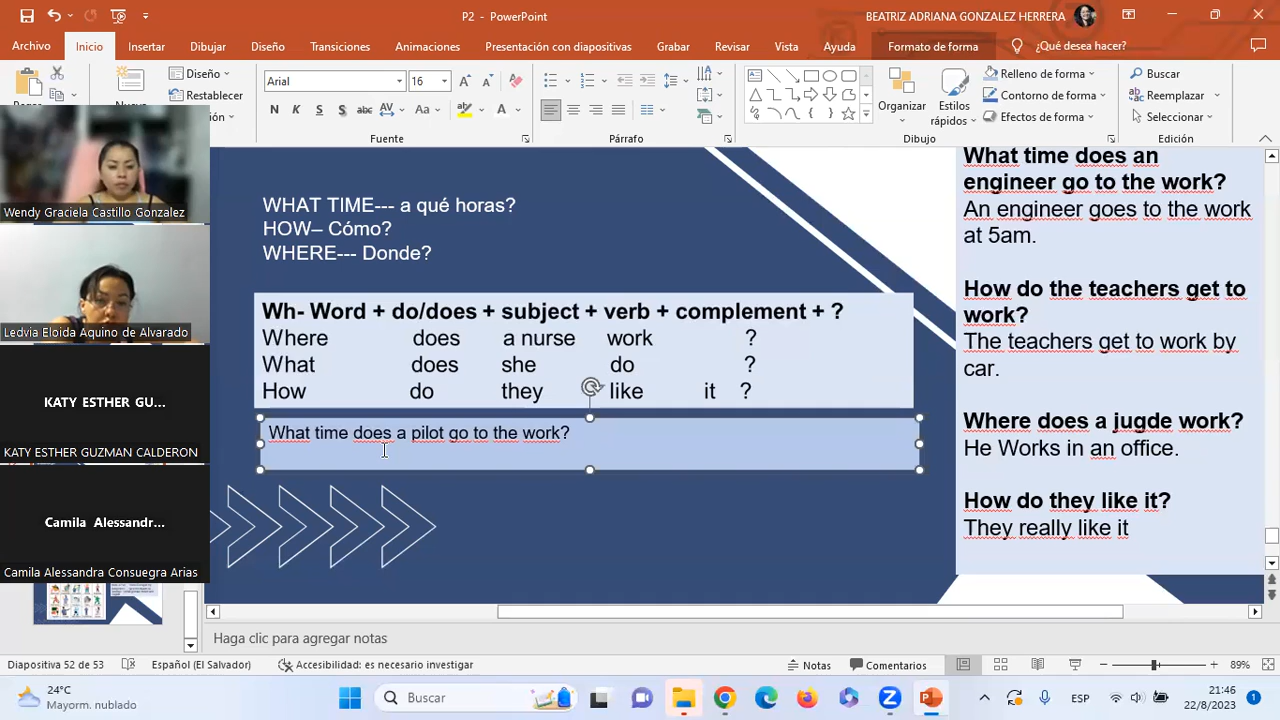 P2 - PowerPoint
BEATRIZ ADRIANA GONZALEZ HERRERA
Archivo Inicio Insertar Dibujar Diseño Transiciones Animaciones Presentación con diapositivas Grabar Revisar Vista Ayuda Formato de forma ¿Qué desea hacer?
Diseño
Restablecer
Arial 16
N K S abc AV Aa A
Fuente
Párrafo
Organizar
Estilos rápidos
Relleno de forma
Contorno de forma
Efectos de forma
Dibujo
Buscar
Reemplazar
Seleccionar
Edición
Wendy Graciela Castillo Gonzalez
Ledvia Eloida Aquino de Alvarado
KATY ESTHER GU...
KATY ESTHER GUZMAN CALDERON
Camila Alessandr...
Camila Alessandra Consuegra Arias
WHAT TIME--- a qué horas?
HOW– Cómo?
WHERE--- Donde?
Wh- Word + do/does + subject + verb + complement + ?
Where does a nurse work ?
What does she do ?
How do they like it ?
What time does a pilot go to the work?
What time does an
engineer go to the work?
An engineer goes to the work
at 5am.
How do the teachers get to
work?
The teachers get to work by
car.
Where does a jugde work?
He Works in an office.
How do they like it?
They really like it
Haga clic para agregar notas
Diapositiva 52 de 53 Español (El Salvador) Accesibilidad: es necesario investigar Notas Comentarios 89%
24°C
Mayorm. nublado
Buscar
ESP
21:46
22/8/2023